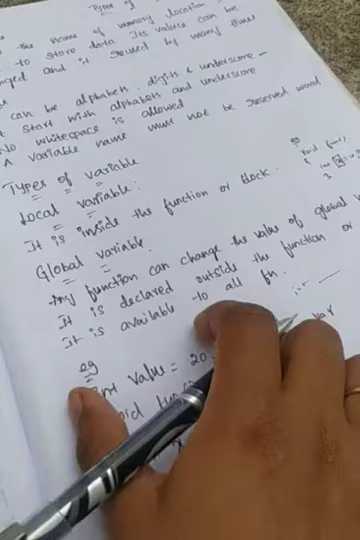 Types of
the name of memory location
to store data. Its values can be
and it reused by many times
can be alphabets, digits & underscore -
start with alphabets and underscore
No whitespace is allowed
A variable name must not be reserved word
Types of variable
Local variable:
It is inside the function or block.
eg
Global variable
Any function can change the value of global
It is declared outside the function or
It is available to all fn.
eg
int value = 20
var